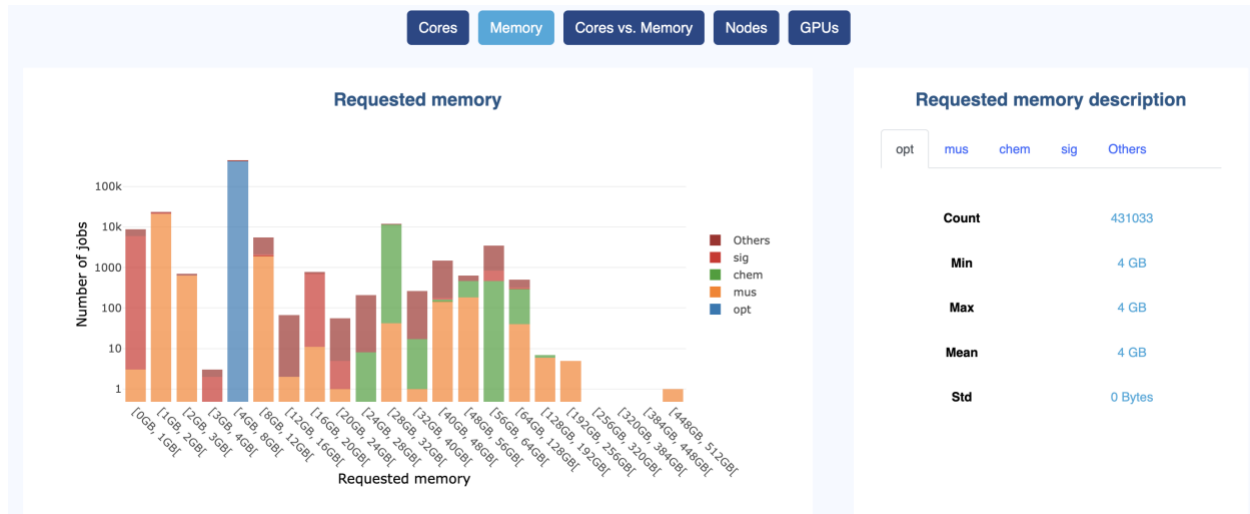 Cores Memory Cores vs. Memory Nodes GPUs
Requested memory
Number of jobs
100k
10k
1000
100
10
1
[0GB, 1GB[
[1GB, 2GB[
[2GB, 3GB[
[3GB, 4GB[
[4GB, 8GB[
[8GB, 12GB[
[12GB, 16GB[
[16GB, 20GB[
[20GB, 24GB[
[24GB, 28GB[
[28GB, 32GB[
[32GB, 40GB[
[40GB, 48GB[
[48GB, 56GB[
[56GB, 64GB[
[64GB, 128GB[
[128GB, 192GB[
[192GB, 256GB[
[256GB, 320GB[
[320GB, 384GB[
[384GB, 448GB[
[448GB, 512GB[
Requested memory
Others
sig
chem
mus
opt
Requested memory description
opt mus chem sig Others
Count 431033
Min 4 GB
Max 4 GB
Mean 4 GB
Std 0 Bytes